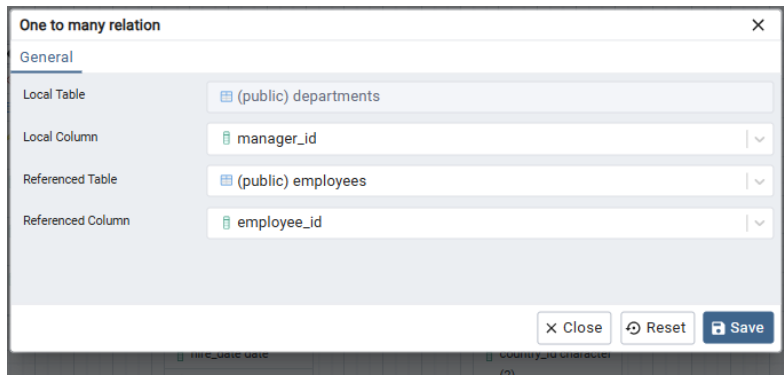 One to many relation
General
Local Table
(public) departments
Local Column
manager_id
Referenced Table
(public) employees
Referenced Column
employee_id
Close
Reset
Save
hire_date date
country_id character
(2)